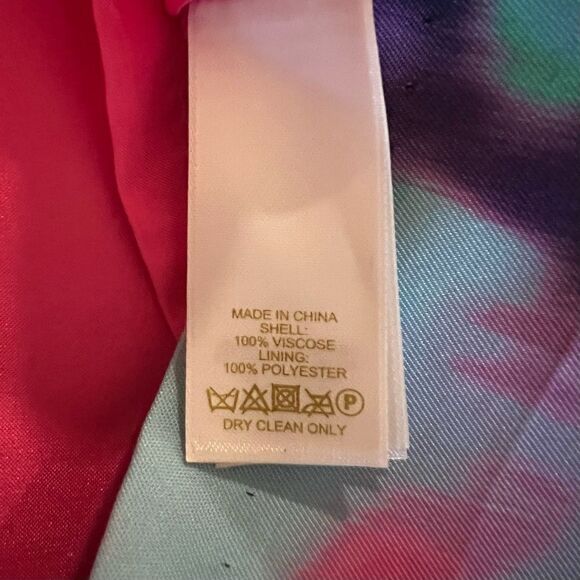 MADE IN CHINA
SHELL:
100% VISCOSE
LINING:
100% POLYESTER
P
DRY CLEAN ONLY